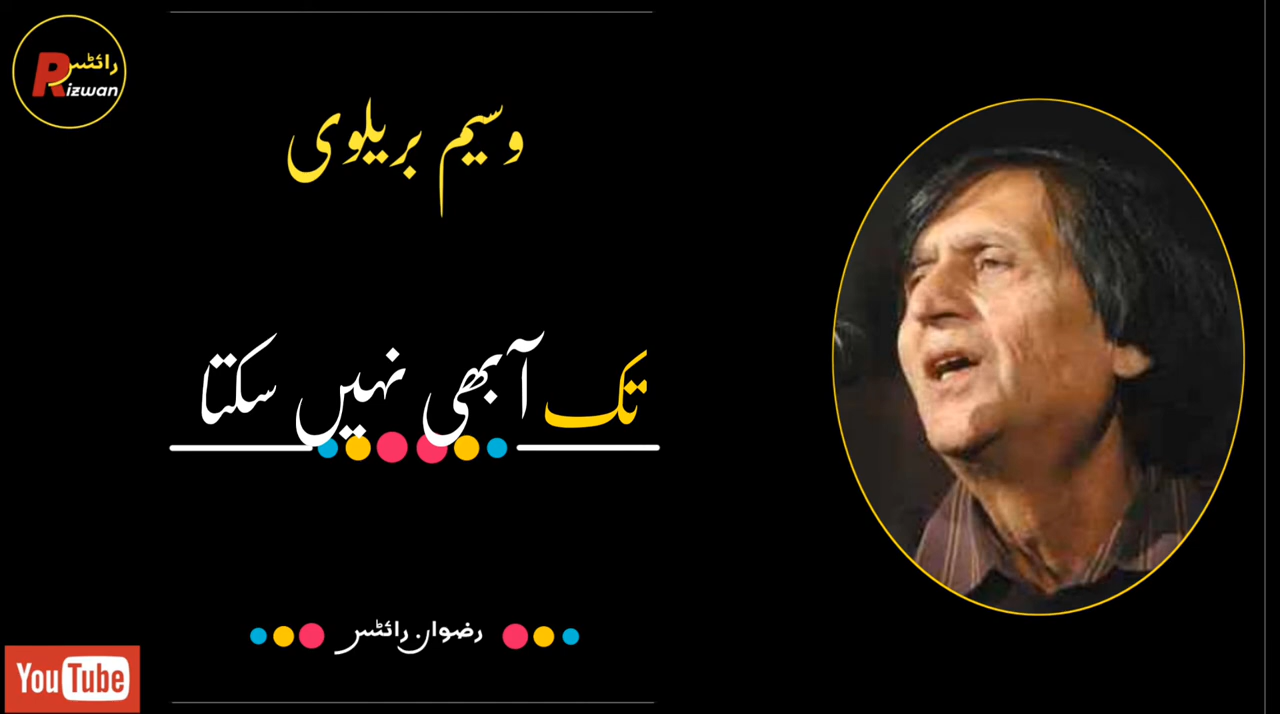 رائٹس
Rizwan
وسیم بریلوی
تک آ بھی نہیں سکتا
رضوان رائٹس
YouTube